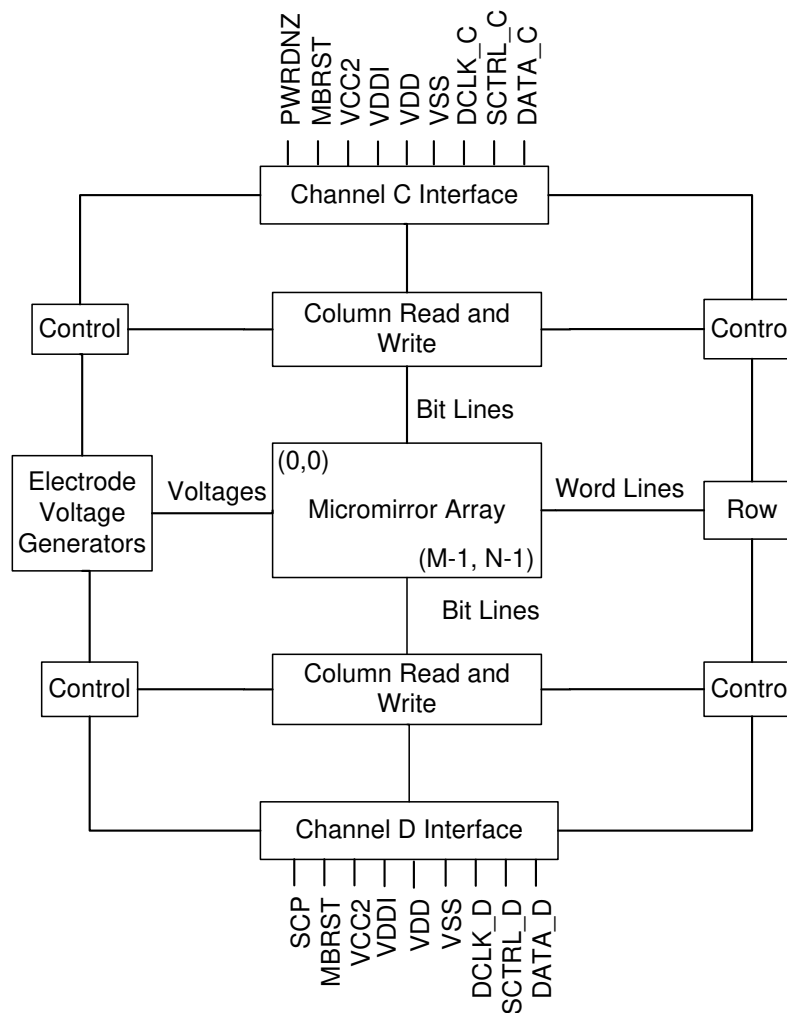 PWRDNZ
MBRST
VCC2
VDDI
VDD
VSS
DCLK_C
SCTRL_C
DATA_C
Channel C Interface
Control
Column Read and
Write
Control
Bit Lines
Electrode
Voltage
Generators
Voltages
(0,0)
Micromirror Array
(M-1, N-1)
Word Lines
Row
Bit Lines
Control
Column Read and
Write
Control
Channel D Interface
SCP
MBRST
VCC2
VDDI
VDD
VSS
DCLK_D
SCTRL_D
DATA_D